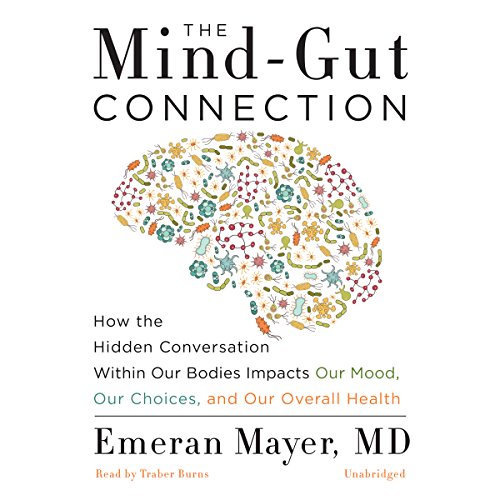 THE
Mind-Gut
CONNECTION
How the
Hidden Conversation
Within Our Bodies Impacts Our Mood,
Our Choices, and Our Overall Health
Emeran Mayer, MD
Read by Traber Burns Unabridged